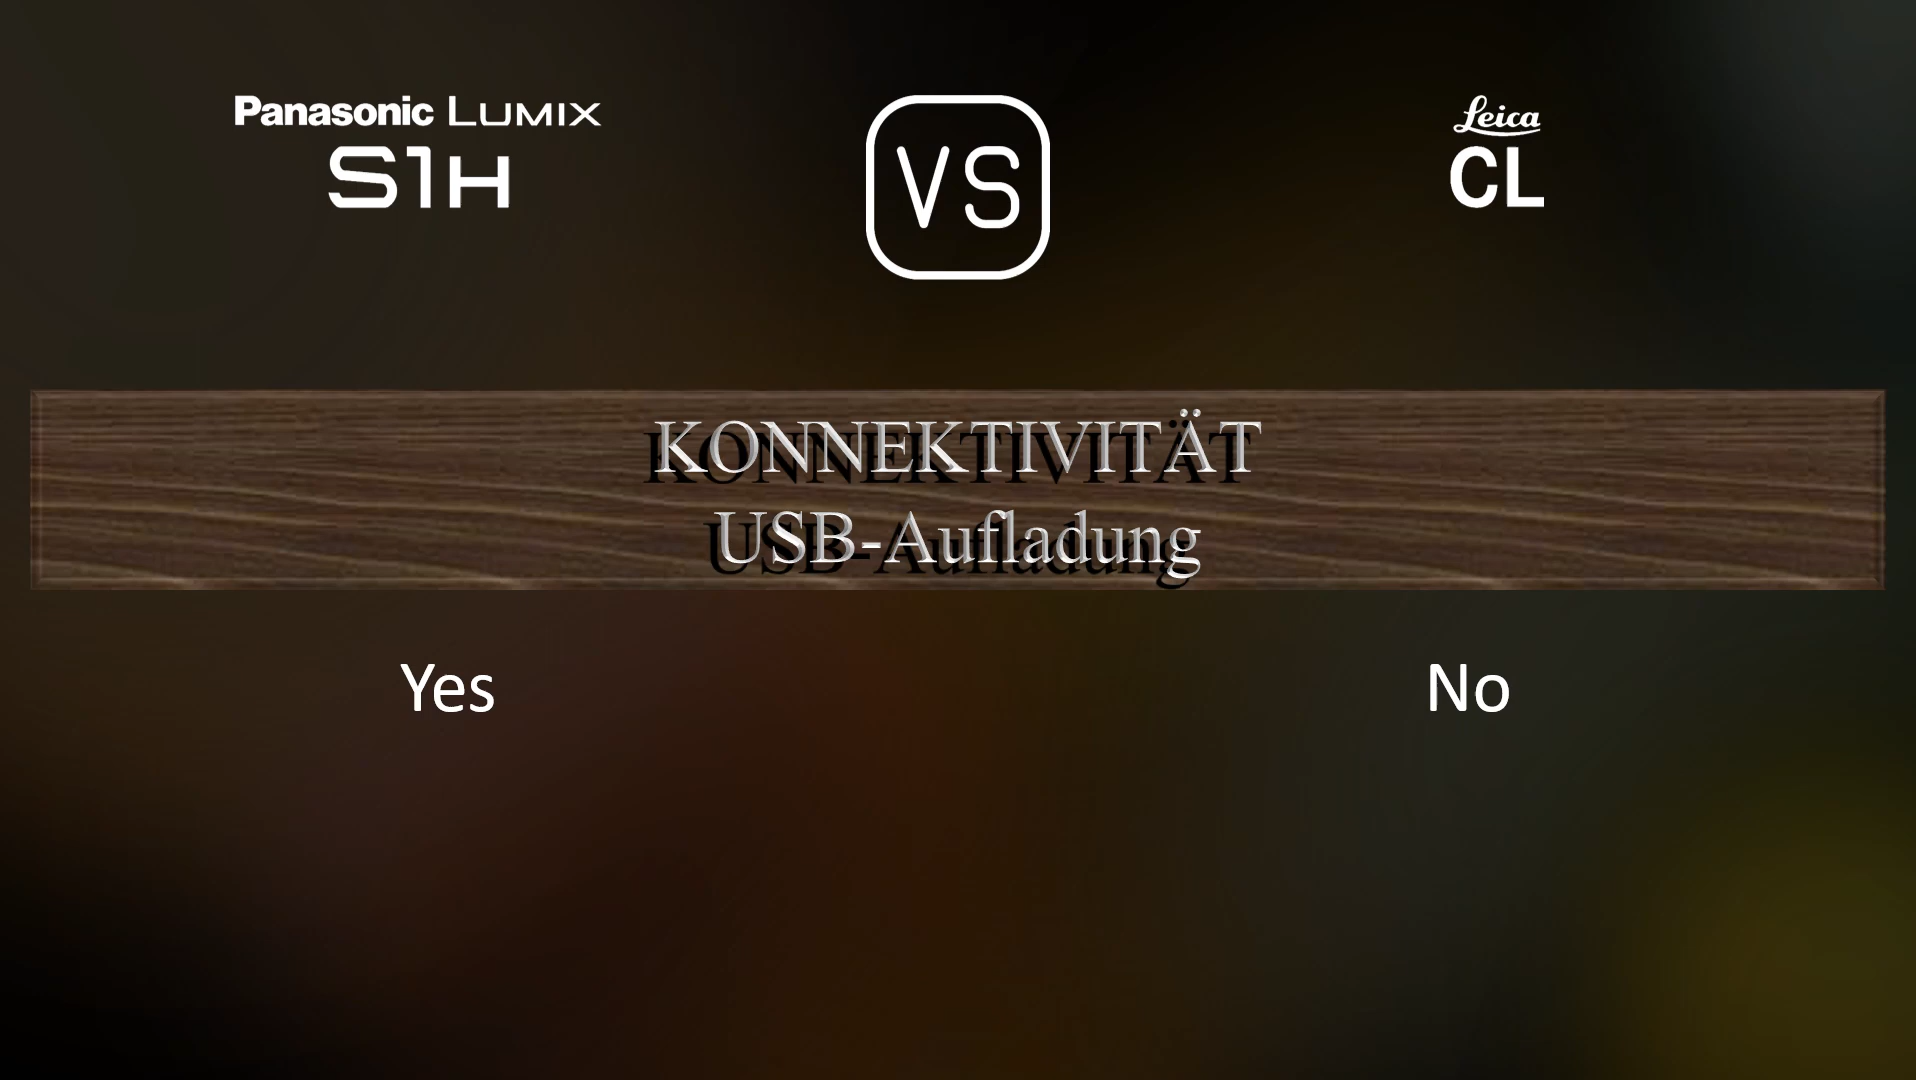 Panasonic LUMIX
S1H
VS
Leica
CL
KONNEKTIVITÄT
USB-Aufladung
Yes
No